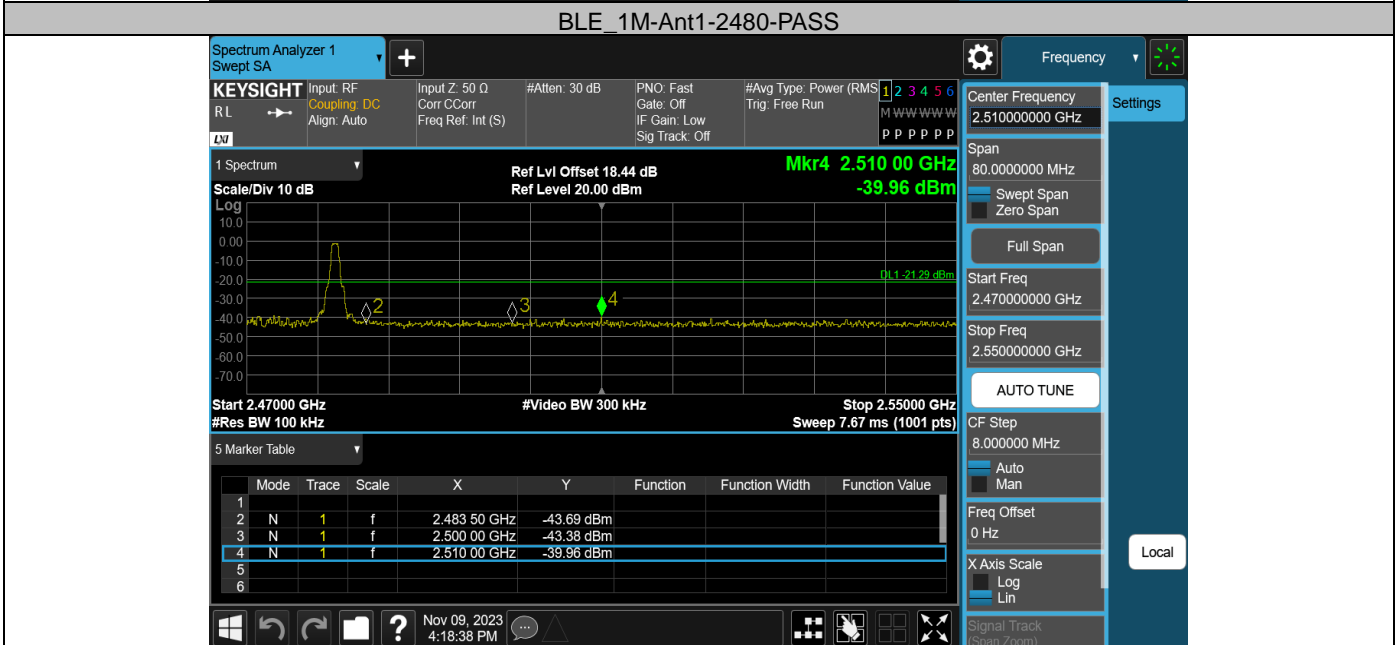 BLE_1M-Ant1-2480-PASS
Spectrum Analyzer 1
Swept SA
Frequency
KEYSIGHT
RL
LXI
Input: RF
Coupling: DC
Align: Auto
Input Z: 50 Ω
Corr CCorr
Freq Ref: Int (S)
#Atten: 30 dB
PNO: Fast
Gate: Off
IF Gain: Low
Sig Track: Off
#Avg Type: Power (RMS
Trig: Free Run
1 2 3 4 5 6
M W W W W W
P P P P P P
Center Frequency
2.510000000 GHz
Settings
1 Spectrum
Scale/Div 10 dB
Ref Lvl Offset 18.44 dB
Ref Level 20.00 dBm
Mkr4 2.510 00 GHz
-39.96 dBm
Log
10.0
0.00
-10.0
-20.0
-30.0
-40.0
-50.0
-60.0
-70.0
DL1 -21.29 dBm
2
3
4
Start 2.47000 GHz
#Video BW 300 kHz
Stop 2.55000 GHz
#Res BW 100 kHz
Sweep 7.67 ms (1001 pts)
Span
80.0000000 MHz
Swept Span
Zero Span
Full Span
Start Freq
2.470000000 GHz
Stop Freq
2.550000000 GHz
AUTO TUNE
CF Step
8.000000 MHz
Auto
Man
Freq Offset
0 Hz
X Axis Scale
Log
Lin
Signal Track
(Span Zoom)
Local
5 Marker Table
Mode Trace Scale X Y Function Function Width Function Value
1
2 N 1 f 2.483 50 GHz -43.69 dBm
3 N 1 f 2.500 00 GHz -43.38 dBm
4 N 1 f 2.510 00 GHz -39.96 dBm
5
6
?
Nov 09, 2023
4:18:38 PM